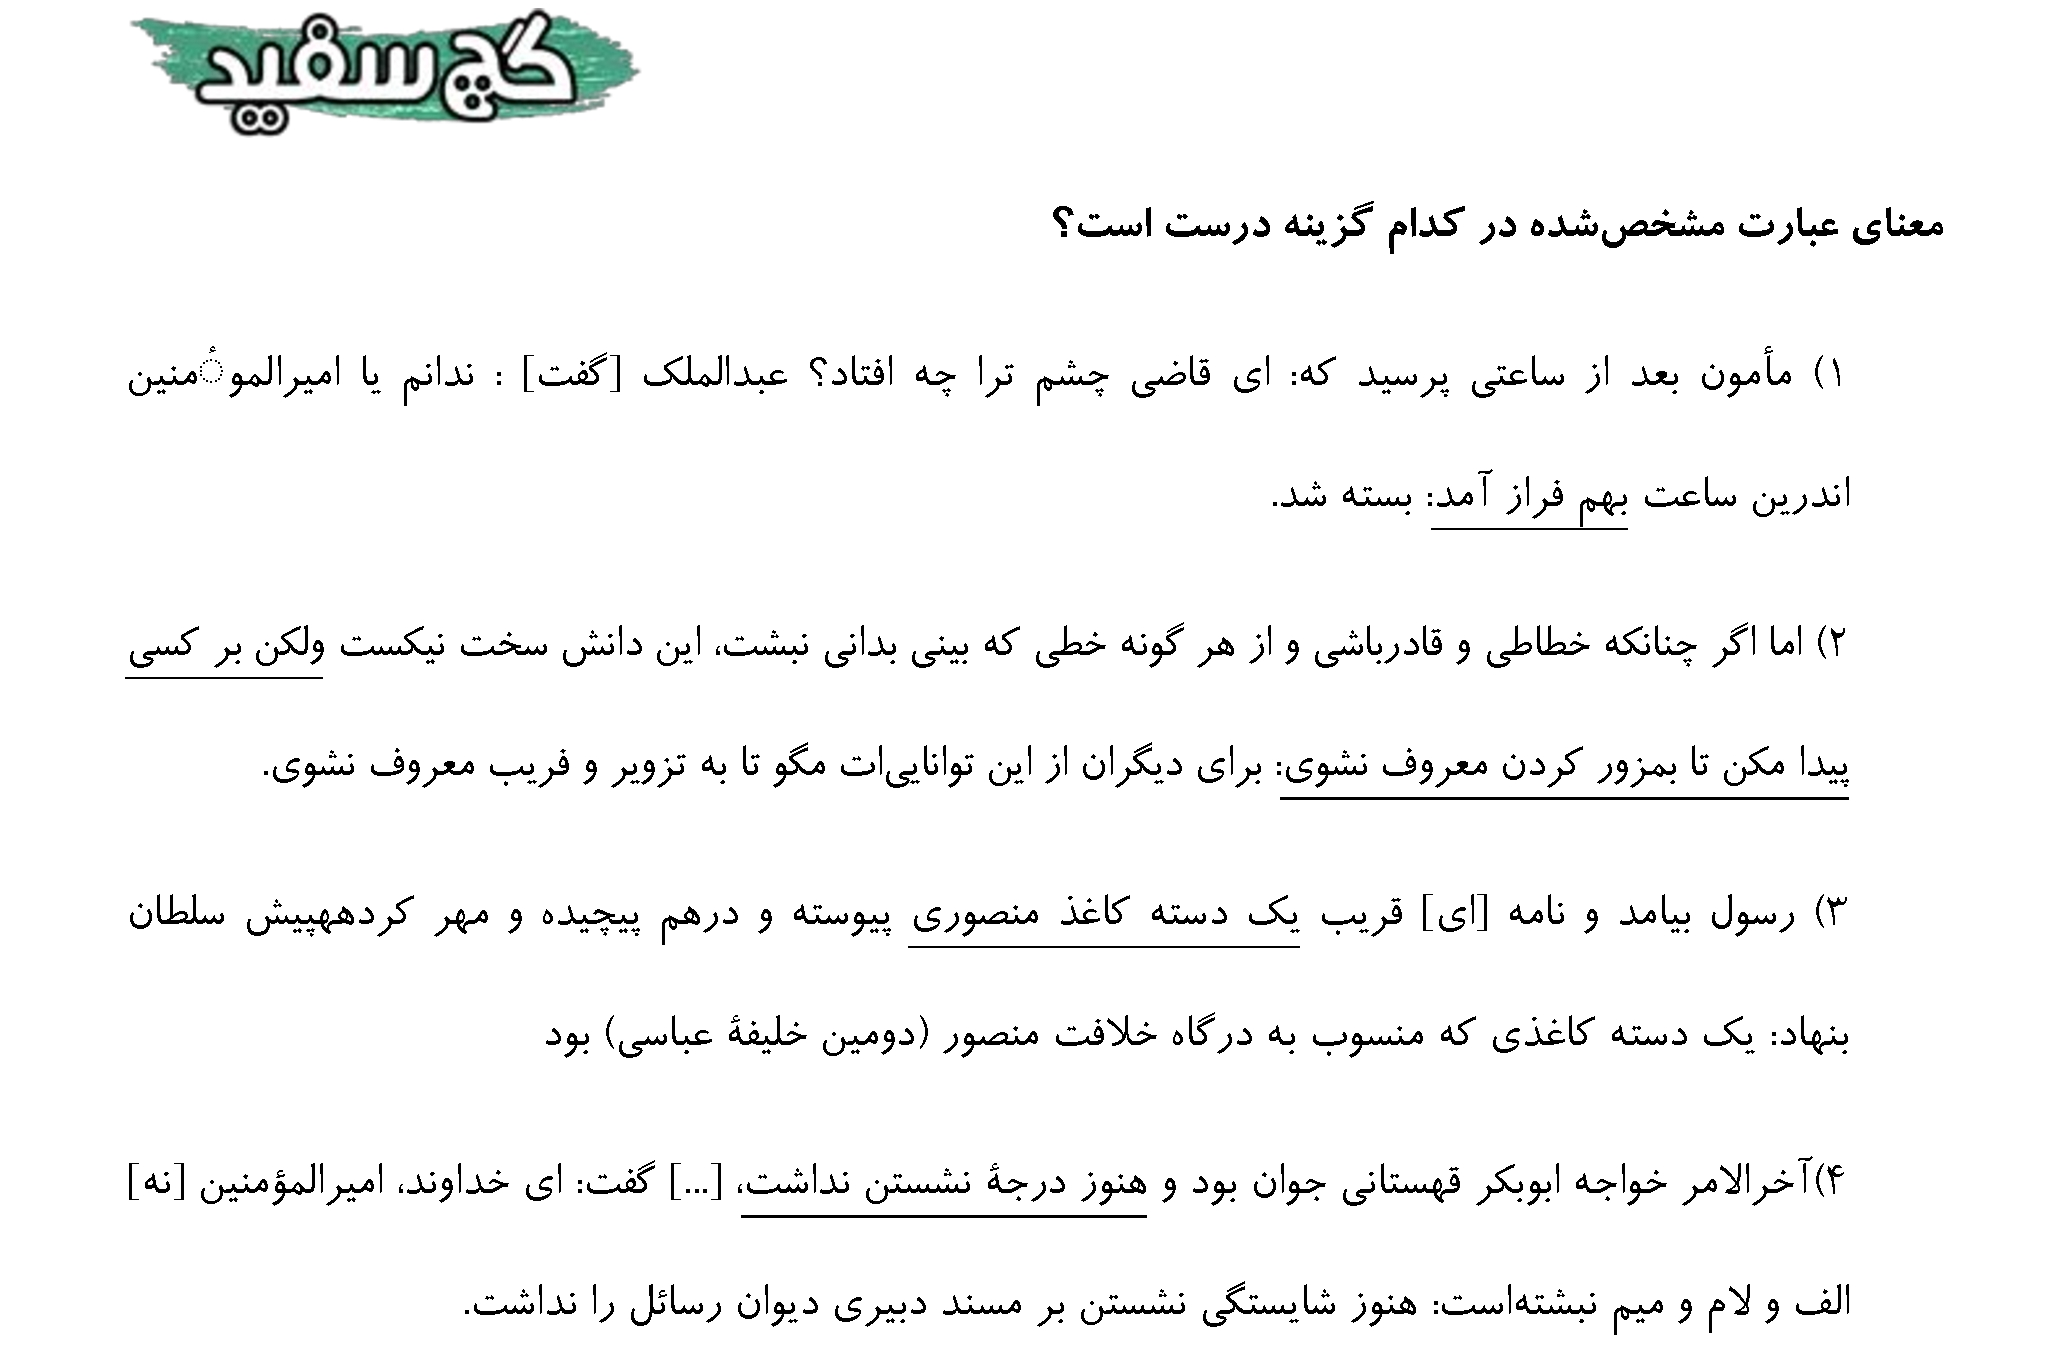 گچ سفید
معنای عبارت مشخص‌شده در کدام گزینه درست است؟
۱) مأمون بعد از ساعتی پرسید که: ای قاضی چشم ترا چه افتاد؟ عبدالملک [گفت] : ندانم یا امیرالموٴمنین
اندرین ساعت بهم فراز آمد: بسته شد.
۲) اما اگر چنانکه خطاطی و قادرباشی و از هر گونه خطی که بینی بدانی نبشت، این دانش سخت نیکست ولکن بر کسی
پیدا مکن تا بمزور کردن معروف نشوی: برای دیگران از این توانایی‌ات مگو تا به تزویر و فریب معروف نشوی.
۳) رسول بیامد و نامه [ای] قریب یک دسته کاغذ منصوری پیوسته و درهم پیچیده و مهر کردههپیش سلطان
بنهاد: یک دسته کاغذی که منسوب به درگاه خلافت منصور (دومین خلیفۀ عباسی) بود
۴)آخرالامر خواجه ابوبکر قهستانی جوان بود و هنوز درجۀ نشستن نداشت، [...] گفت: ای خداوند، امیرالمؤمنین [نه]
الف و لام و میم نبشته‌است: هنوز شایستگی نشستن بر مسند دبیری دیوان رسائل را نداشت.